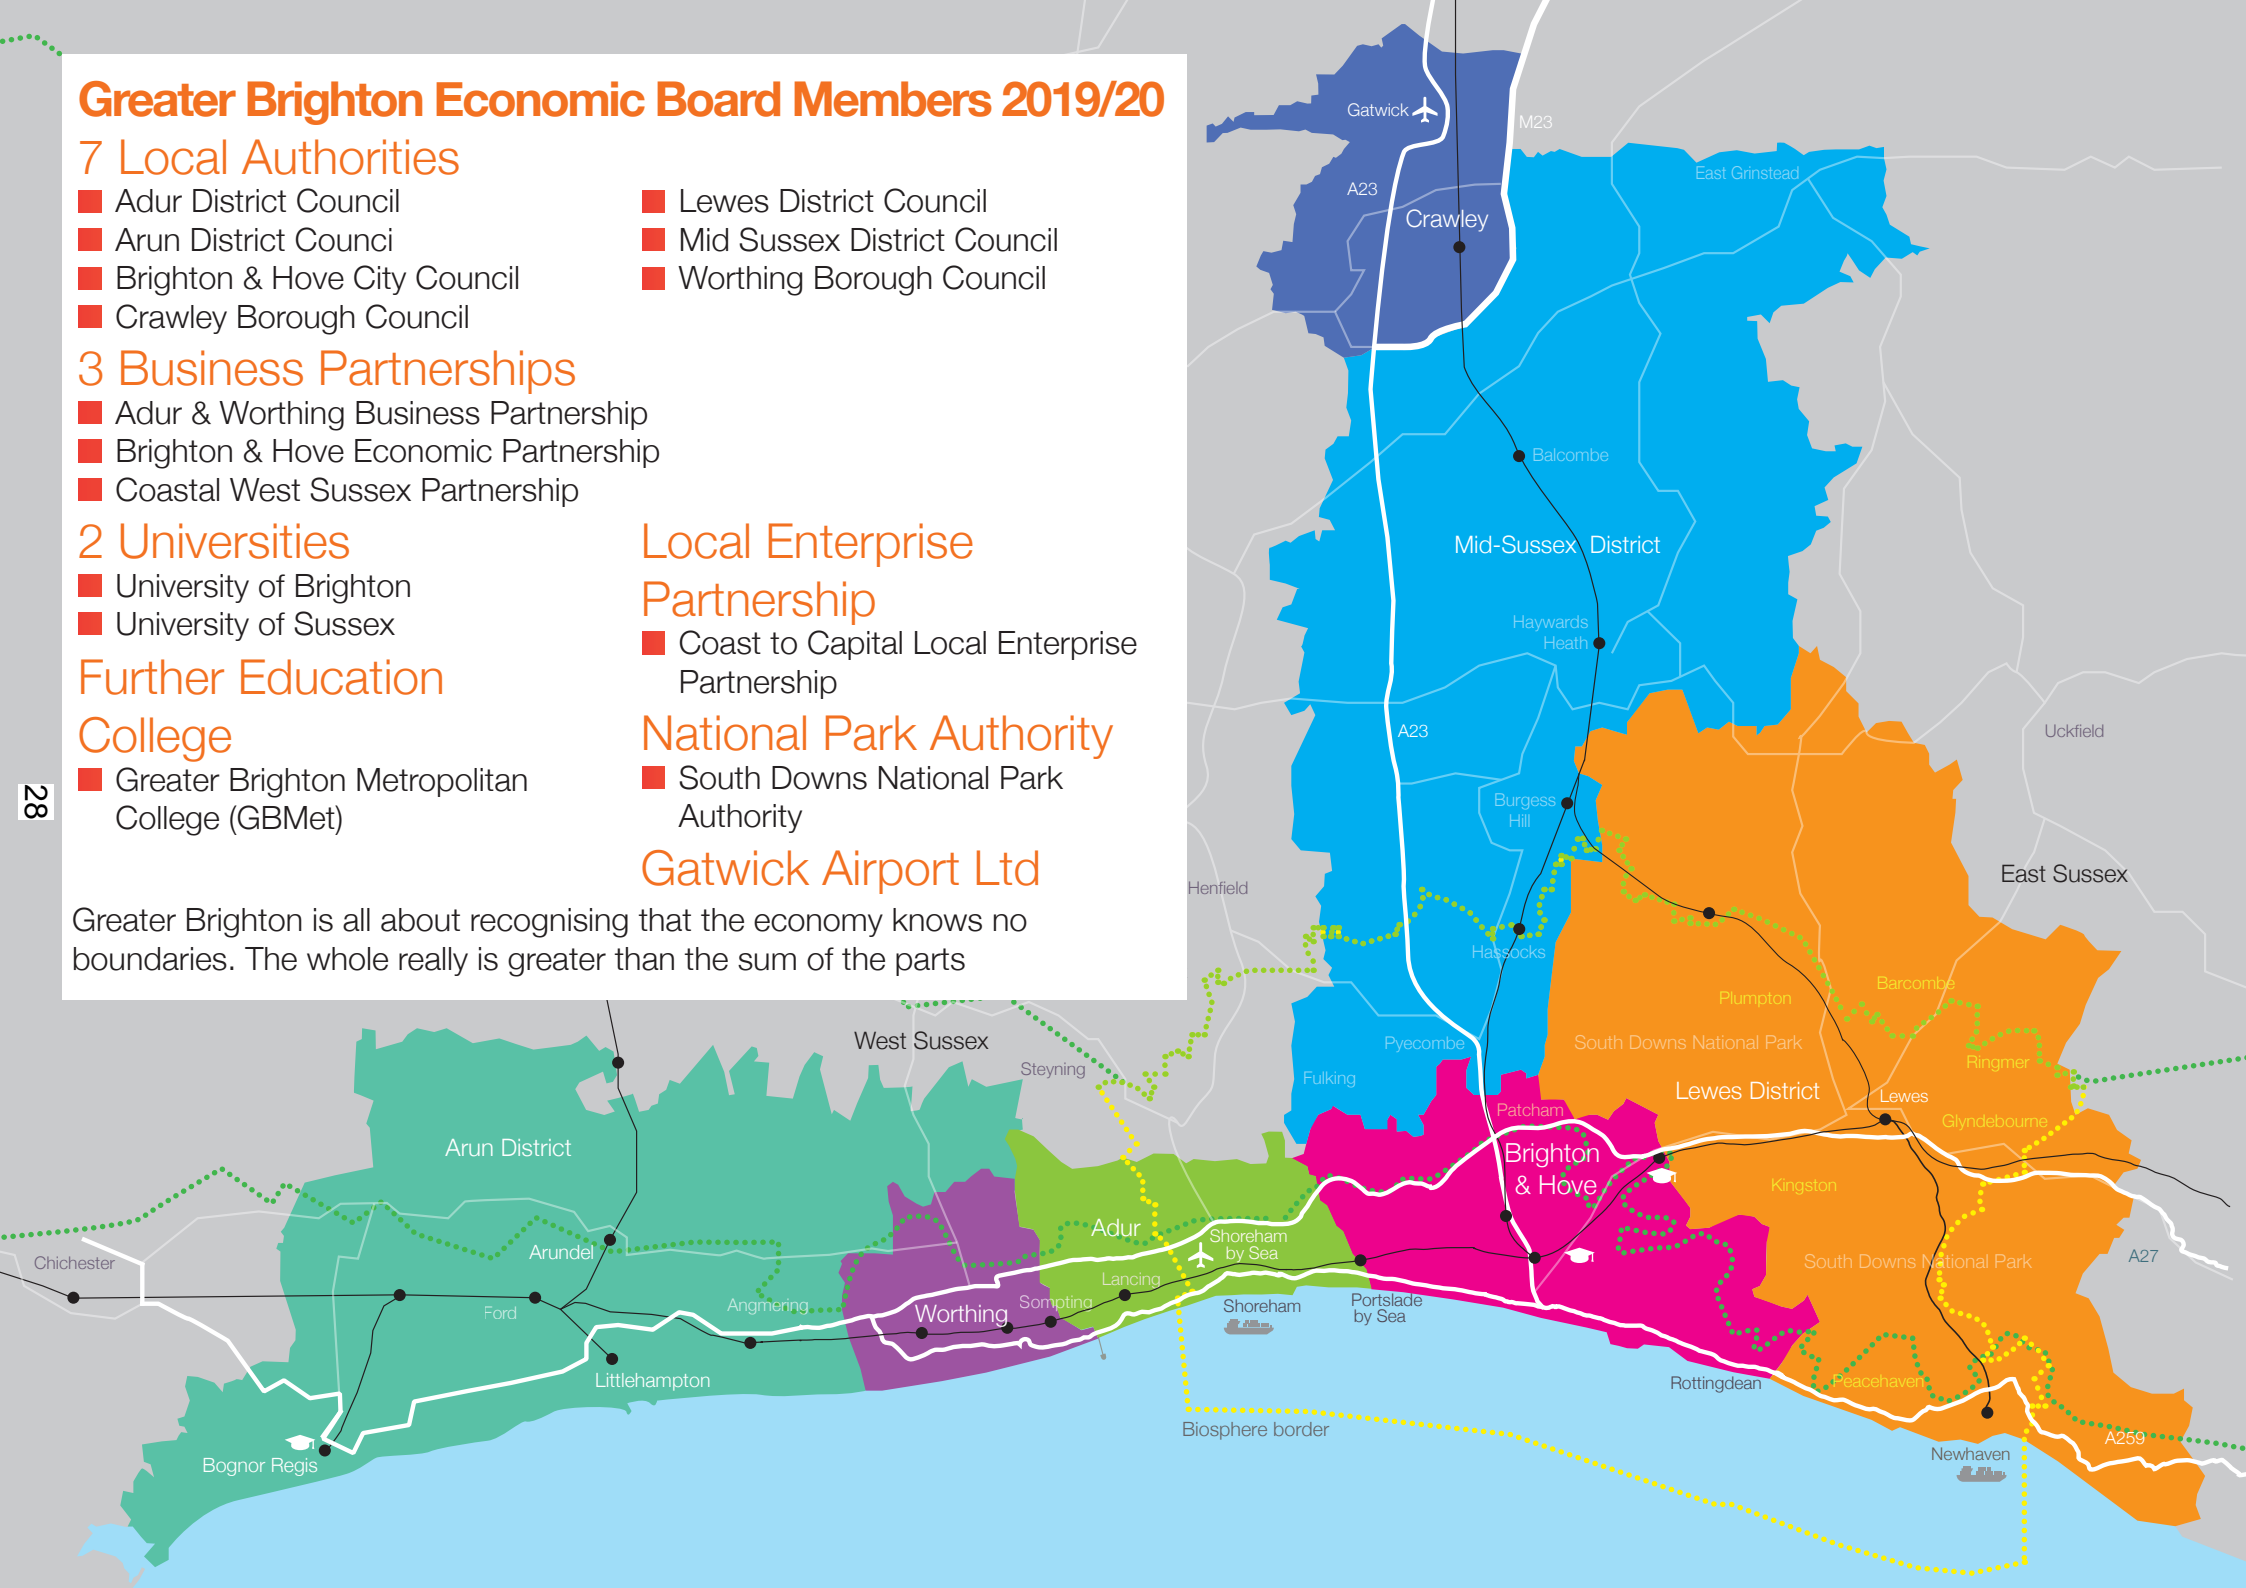 Greater Brighton Economic Board Members 2019/20
7 Local Authorities
Adur District Council
Arun District Counci
Brighton & Hove City Council
Crawley Borough Council
Lewes District Council
Mid Sussex District Council
Worthing Borough Council
3 Business Partnerships
Adur & Worthing Business Partnership
Brighton & Hove Economic Partnership
Coastal West Sussex Partnership
2 Universities
University of Brighton
University of Sussex
Further Education
College
Greater Brighton Metropolitan
College (GBMet)
Local Enterprise
Partnership
Coast to Capital Local Enterprise
Partnership
National Park Authority
South Downs National Park
Authority
Gatwick Airport Ltd
Greater Brighton is all about recognising that the economy knows no
boundaries. The whole really is greater than the sum of the parts
28
Gatwick
M23
A23
Crawley
East Grinstead
Balcombe
Mid-Sussex District
Haywards
Heath
A23
Burgess
Hill
Uckfield
East Sussex
Henfield
Hassocks
Plumpton
Barcombe
South Downs National Park
Ringmer
Pyecombe
Fulking
Lewes District
Lewes
Glyndebourne
Patcham
Brighton
& Hove
Kingston
South Downs National Park
A27
West Sussex
Steyning
Arun District
Adur
Shoreham
by Sea
Arundel
Chichester
Lancing
Sompting
Angmering
Ford
Worthing
Shoreham
Portslade
by Sea
Littlehampton
Rottingdean
Peacehaven
Biosphere border
A259
Newhaven
Bognor Regis